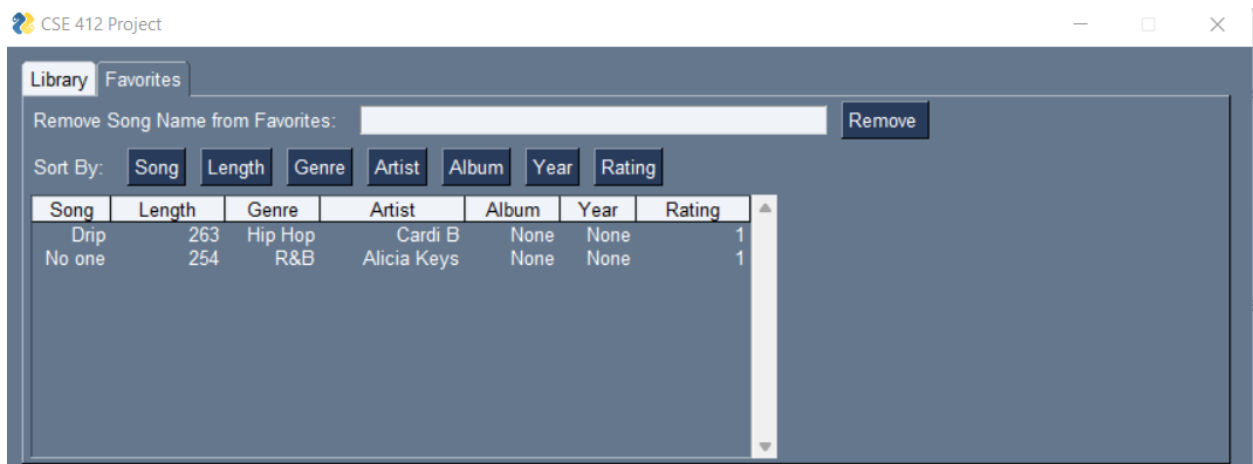 CSE 412 Project
Library Favorites
Remove Song Name from Favorites: Remove
Sort By: Song Length Genre Artist Album Year Rating
Song Length Genre Artist Album Year Rating
Drip 263 Hip Hop Cardi B None None 1
No one 254 R&B Alicia Keys None None 1